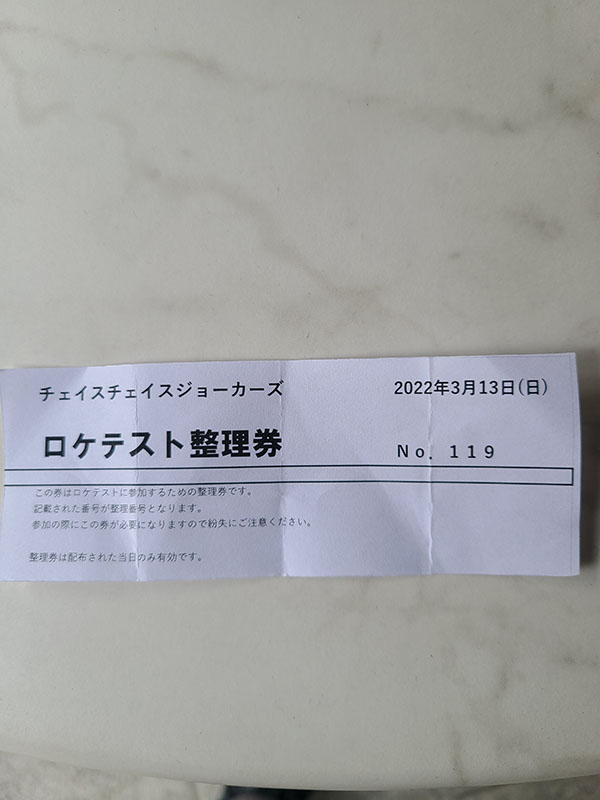 チェイスチェイスジョーカーズ 2022年3月13日(日)
ロケテスト整理券 No. 119
この券はロケテストに参加するための整理券です。
記載された番号が整理番号となります。
参加の際にこの券が必要になりますので紛失にご注意ください。
整理券は配布された当日のみ有効です。